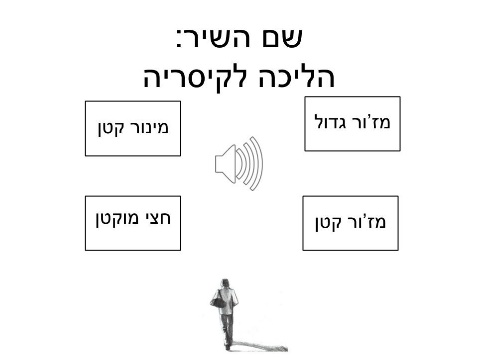 שם השיר:
הליכה לקיסריה
מז'ור גדול
מינור קטן
מז'ור קטן
חצי מוקטן